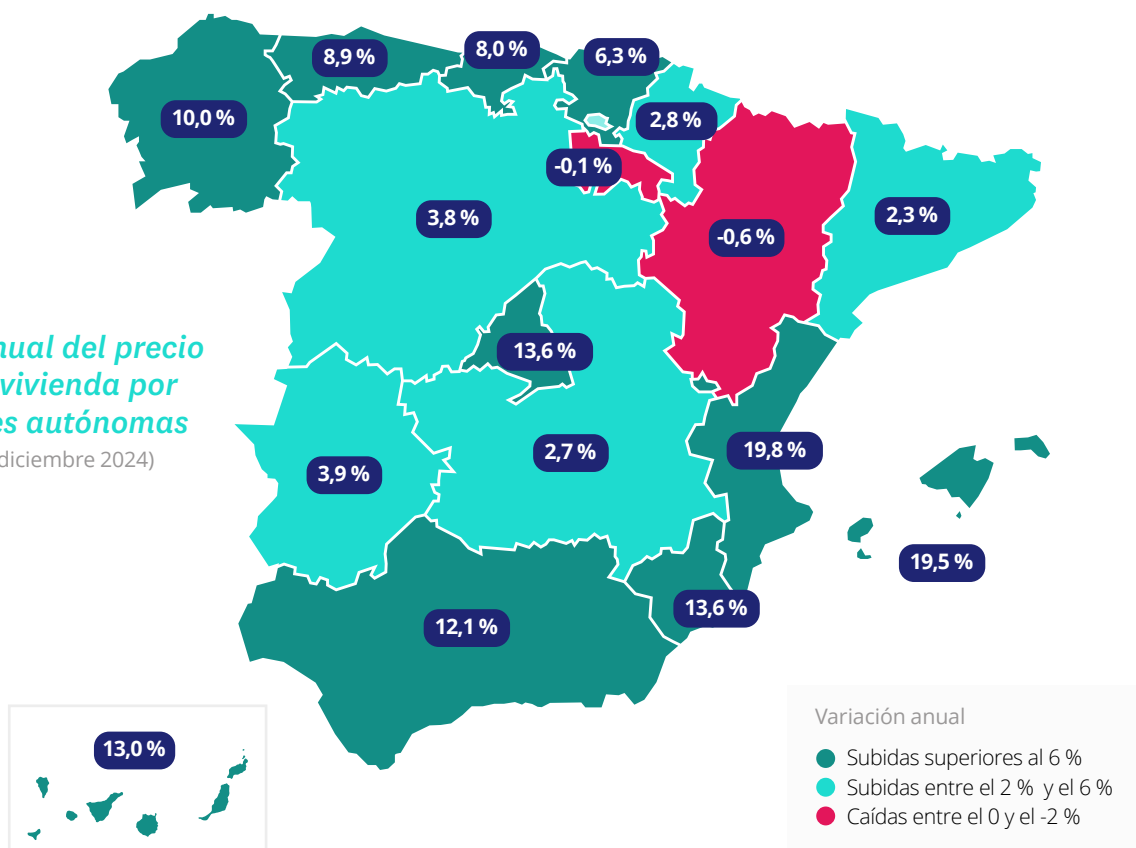 8,9 %
8,0 %
6,3 %
10,0 %
2,8 %
-0,1 %
3,8 %
2,3 %
-0,6 %
13,6 %
del precio
vivienda por
autónomas
diciembre 2024)
19,8 %
2,7 %
3,9 %
19,5 %
13,6 %
12,1 %
13,0 %
Variación anual
Subidas superiores al 6 %
Subidas entre el 2 % y el 6 %
Caídas entre el 0 y el -2 %